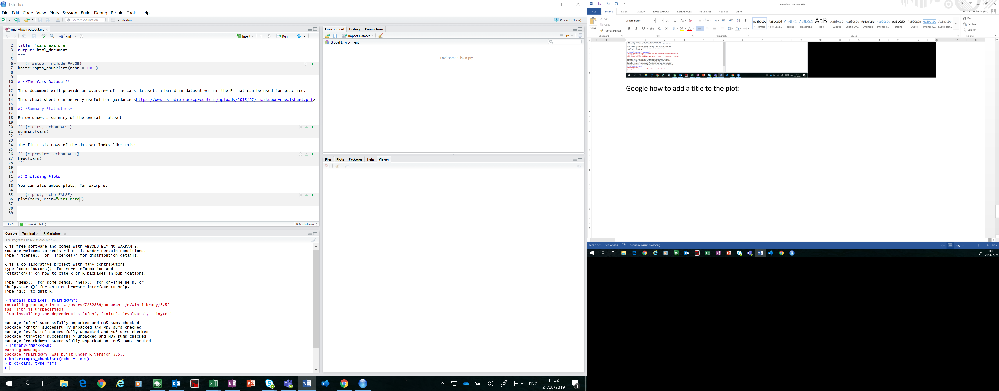 RStudio
File Edit Code View Plots Session Build Debug Profile Tools Help
Go to file/function Addins Project: (None)
rmarkdown output.Rmd
Knit Insert Run
1 ---
2 title: "cars example"
3 output: html_document
4 ---
5
6 ```{r setup, include=FALSE}
7 knitr::opts_chunk$set(echo = TRUE)
8 ```
9
10 # **The Cars Dataset**
11
12 This document will provide an overview of the cars dataset, a build in dataset within the R that can be used for practice.
13
14 This cheat sheet can be very useful for guidance <https://www.rstudio.com/wp-content/uploads/2015/02/rmarkdown-cheatsheet.pdf>
15
16 ## *Summary Statistics*
17
18 Below shows a summary of the overall dataset:
19
20 ```{r cars, echo=FALSE}
21 summary(cars)
22 ```
23
24 The first six rows of the dataset looks like this:
25
26 ```{r preview, echo=FALSE}
27 head(cars)
28 ```
29
30
31 ## Including Plots
32
33 You can also embed plots, for example:
34
35 ```{r plot, echo=FALSE}
36 plot(cars, main="Cars Data")
37 ```
38
39
36:27 Chunk 4: plot R Markdown
Console Terminal R Markdown
C:/Program Files/RStudio/bin/
R is free software and comes with ABSOLUTELY NO WARRANTY.
You are welcome to redistribute it under certain conditions.
Type 'license()' or 'licence()' for distribution details.
R is a collaborative project with many contributors.
Type 'contributors()' for more information and
'citation()' on how to cite R or R packages in publications.
Type 'demo()' for some demos, 'help()' for on-line help, or
'help.start()' for an HTML browser interface to help.
Type 'q()' to quit R.
> install.packages("rmarkdown")
Installing package into ‘C:/Users/7232889/Documents/R/win-library/3.5’
(as ‘lib’ is unspecified)
also installing the dependencies ‘xfun’, ‘knitr’, ‘evaluate’, ‘tinytex’
package ‘xfun’ successfully unpacked and MD5 sums checked
package ‘knitr’ successfully unpacked and MD5 sums checked
package ‘evaluate’ successfully unpacked and MD5 sums checked
package ‘tinytex’ successfully unpacked and MD5 sums checked
package ‘rmarkdown’ successfully unpacked and MD5 sums checked
> library(rmarkdown)
Warning message:
package ‘rmarkdown’ was built under R version 3.5.3
> knitr::opts_chunk$set(echo = TRUE)
> plot(cars, type="s")
>
Environment History Connections
Import Dataset List
Global Environment
Environment is empty
Files Plots Packages Help Viewer
ENG 11:32
21/08/2019
1
rmarkdwon demo - Word
FILE HOME INSERT DESIGN PAGE LAYOUT REFERENCES MAILINGS REVIEW VIEW Hoare, Stephanie (RIS)
Paste Cut Copy Format Painter
Calibri (Body) 11
AaBbCcDd AaBbCcDd AaBbCc AaBbCcD AaBl AaBbCcD AaBbCcDd AaBbCcDd AaBbCcDd AaBbCcDc AaBbCcDd AaBbCcDd AaBbCcDd
1 Normal 1 No Spac... Heading 1 Heading 2 Title Subtitle Subtle Em... Emphasis Intense E... Strong Quote Intense Q... Subtle Ref...
Find Replace Select
Clipboard Font Paragraph Styles Editing
Google how to add a title to the plot:
PAGE 5 OF 5 325 WORDS ENGLISH (UNITED KINGDOM) 240%
11:32
21/08/2019